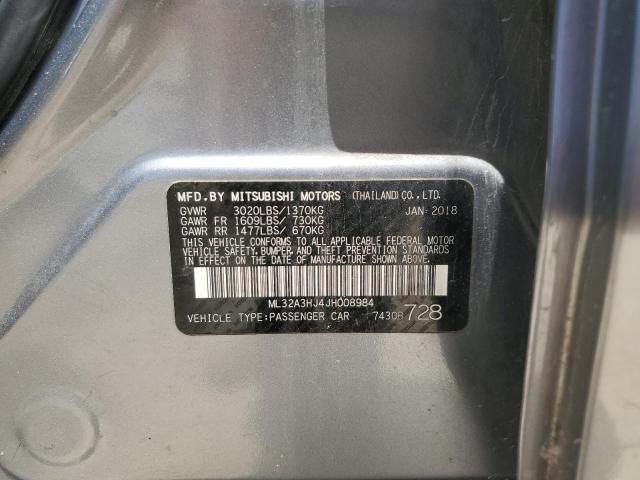 MFD.BY MITSUBISHI MOTORS (THAILAND)CO.,LTD.
GVWR 3020LBS/1370KG JAN 2018
GAWR FR 1609LBS/ 730KG
GAWR RR 1477LBS/ 670KG
THIS VEHICLE CONFORMS TO ALL APPLICABLE FEDERAL MOTOR
VEHICLE SAFETY, BUMPER, AND THEFT PREVENTION STANDARDS
IN EFFECT ON THE DATE OF MANUFACTURE SHOWN ABOVE.
ML32A3HJ4JH008984
VEHICLE TYPE:PASSENGER CAR 7430R 728